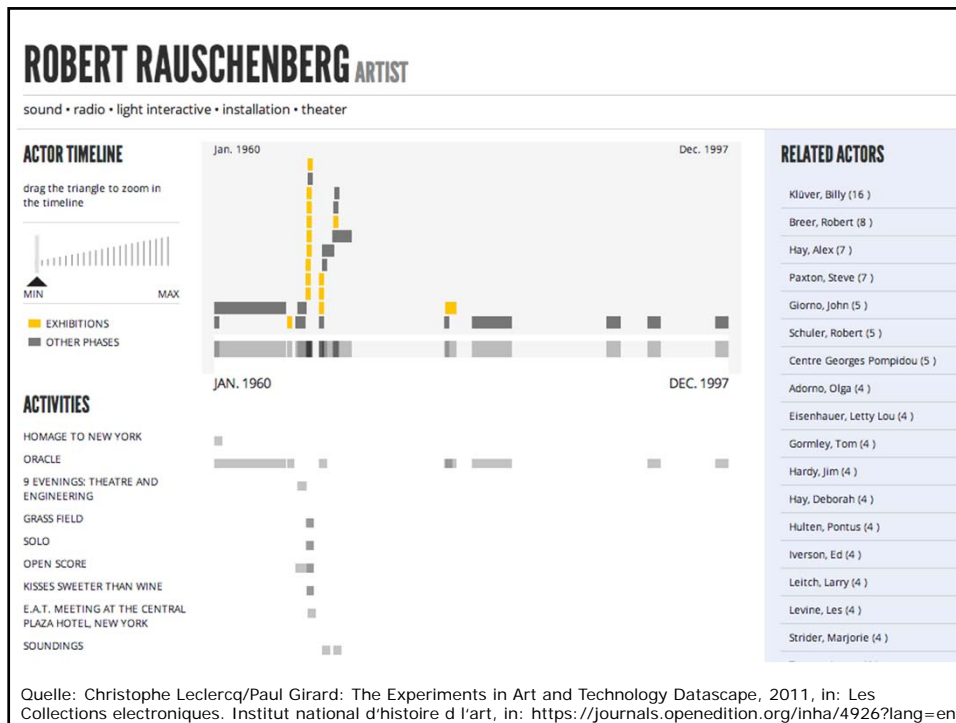 ROBERT RAUSCHENBERG ARTIST
sound • radio • light interactive • installation • theater
ACTOR TIMELINE
drag the triangle to zoom in
the timeline
MIN MAX
EXHIBITIONS
OTHER PHASES
Jan. 1960 Dec. 1997
JAN. 1960 DEC. 1997
ACTIVITIES
HOMAGE TO NEW YORK
ORACLE
9 EVENINGS: THEATRE AND
ENGINEERING
GRASS FIELD
SOLO
OPEN SCORE
KISSES SWEETER THAN WINE
E.A.T. MEETING AT THE CENTRAL
PLAZA HOTEL, NEW YORK
SOUNDINGS
RELATED ACTORS
Klüver, Billy (16 )
Breer, Robert (8 )
Hay, Alex (7 )
Paxton, Steve (7 )
Giorno, John (5 )
Schuler, Robert (5 )
Centre Georges Pompidou (5 )
Adorno, Olga (4 )
Eisenhauer, Letty Lou (4 )
Gormley, Tom (4 )
Hardy, Jim (4 )
Hay, Deborah (4 )
Hulten, Pontus (4 )
Iverson, Ed (4 )
Leitch, Larry (4 )
Levine, Les (4 )
Strider, Marjorie (4 )
Quelle: Christophe Leclercq/Paul Girard: The Experiments in Art and Technology Datascape, 2011, in: Les
Collections electroniques. Institut national d'histoire d l'art, in: https://journals.openedition.org/inha/4926?lang=en